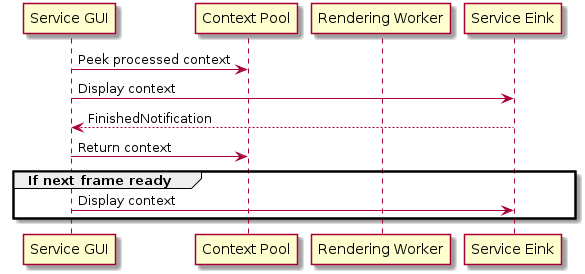 Service GUI
Context Pool
Rendering Worker
Service Eink
Peek processed context
Display context
FinishedNotification
Return context
If next frame ready
Display context
Service GUI
Context Pool
Rendering Worker
Service Eink